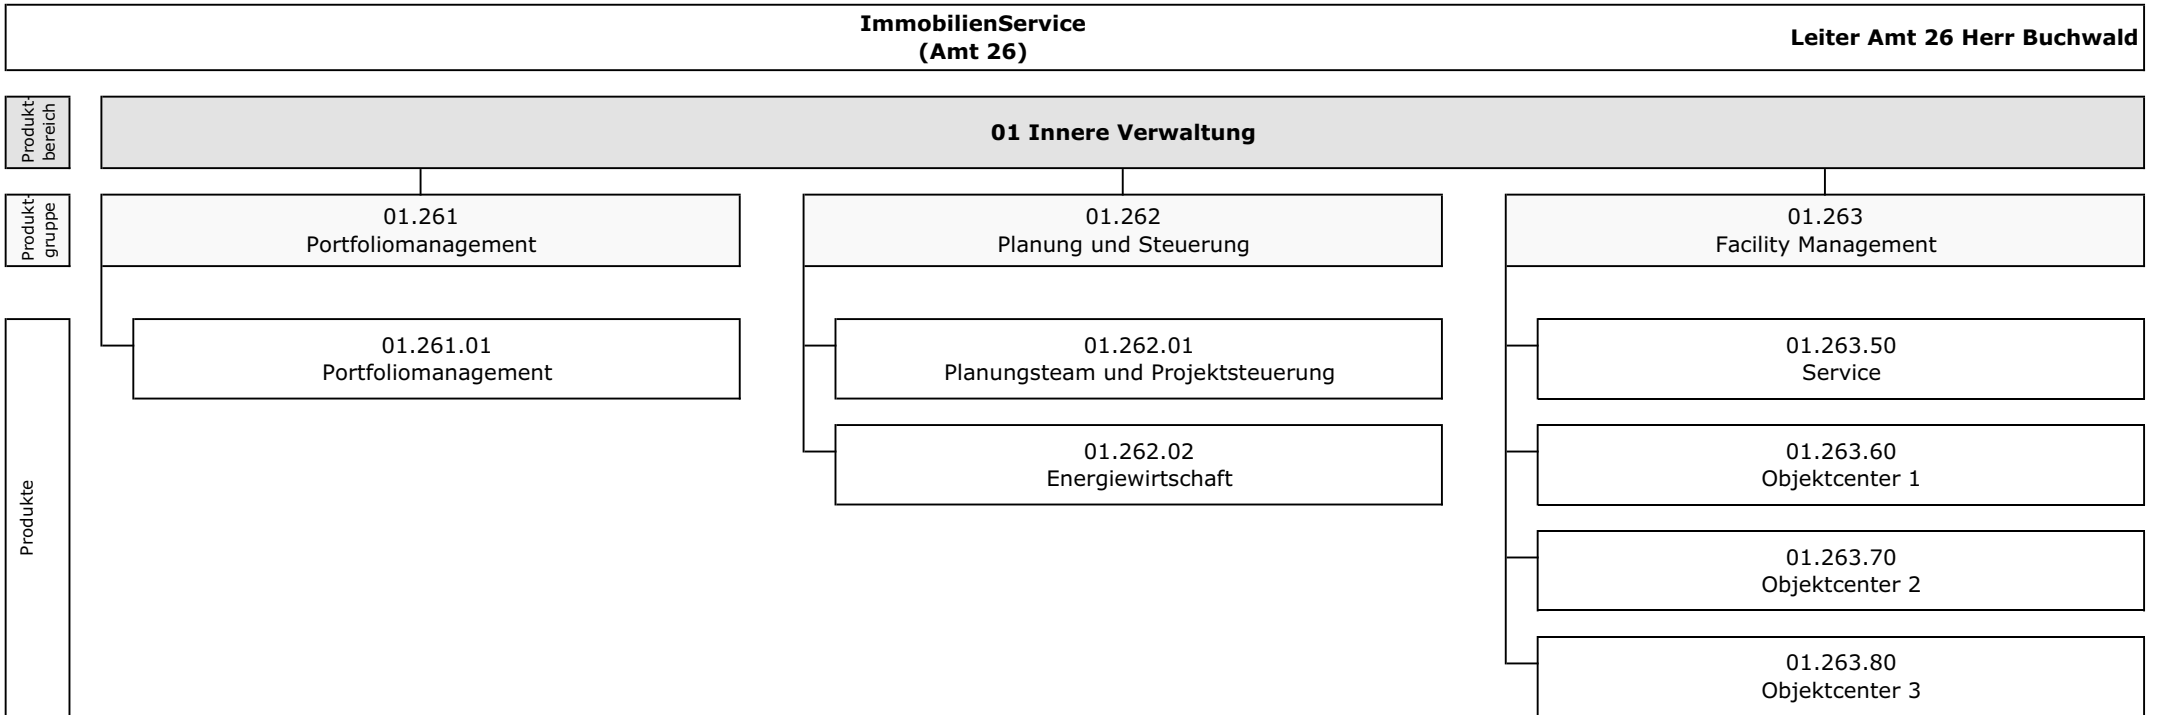 ImmobilienService
(Amt 26)
Leiter Amt 26 Herr Buchwald
Produkt-
bereich
01 Innere Verwaltung
Produkt-
gruppe
01.261
Portfoliomanagement
01.262
Planung und Steuerung
01.263
Facility Management
Produkte
01.261.01
Portfoliomanagement
01.262.01
Planungsteam und Projektsteuerung
01.263.50
Service
01.262.02
Energiewirtschaft
01.263.60
Objektcenter 1
01.263.70
Objektcenter 2
01.263.80
Objektcenter 3